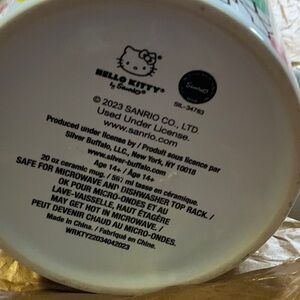 HELLO KITTY
by Sanrio
Sanrio
SIL-34783
© 2023 SANRIO CO., LTD.
Used Under License.
www.sanrio.com
Produced under license by / Produit sous licence par
Silver Buffalo, LLC, New York, NY 10018
www.silver-buffalo.com
Age 14+ / Âge 14+
20 oz ceramic mug. / 591 ml tasse en céramique.
SAFE FOR MICROWAVE AND DISHWASHER TOP RACK. /
OK POUR MICRO-ONDES ET AU
LAVE-VAISSELLE, HAUT ÉTAGÈRE
MAY GET HOT IN MICROWAVE. /
PEUT DEVENIR CHAUD AU MICRO-ONDES.
Made in China. / Fabriqué en Chine.